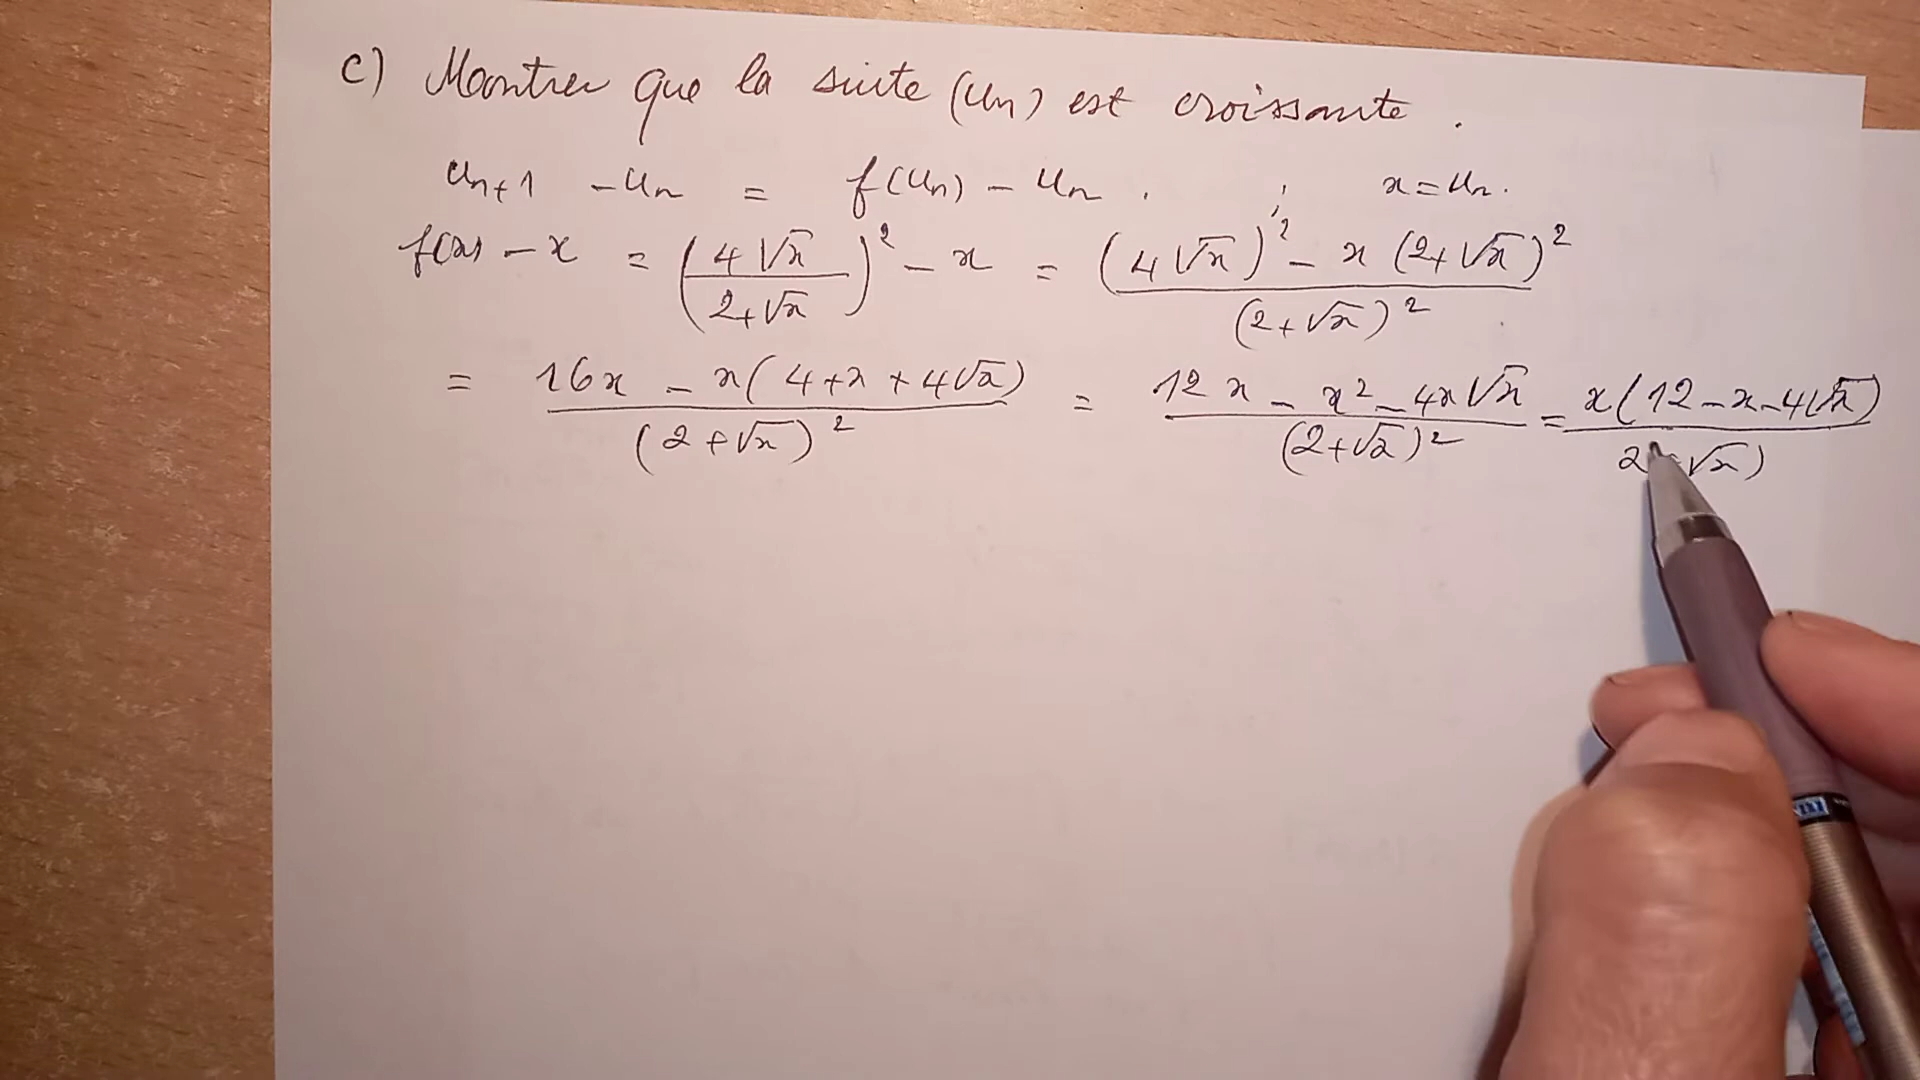 c) Montrer que la suite (Un) est croissante .
Un+1 - Un = f(Un) - Un . ; x = Un .
f(x) - x = (4√x / 2+√x)² - x = (4√x)² - x(2+√x)² / (2+√x)²
= 16x - x(4+x+4√x) / (2+√x)² = 12x - x² - 4x√x / (2+√x)² = x(12-x-4√x) / 2+√x)